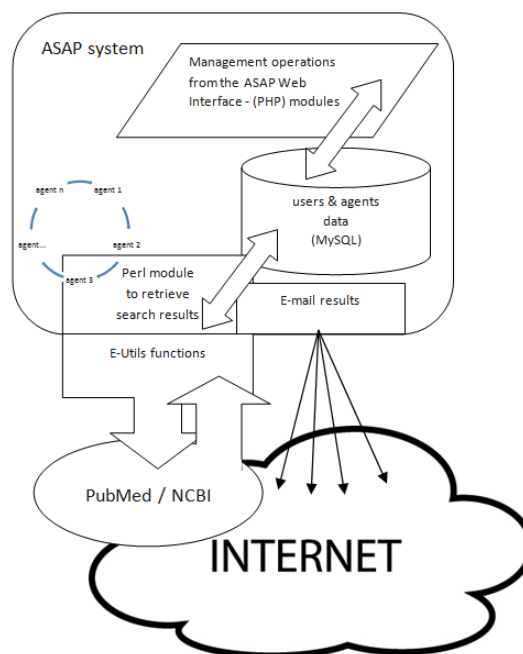 ASAP system
Management operations
from the ASAP Web
Interface - (PHP) modules
users & agents
data
(MySQL)
agent n
agent 1
agent...
agent 2
agent 3
Perl module
to retrieve
search results
E-mail results
E-Utils functions
PubMed / NCBI
INTERNET